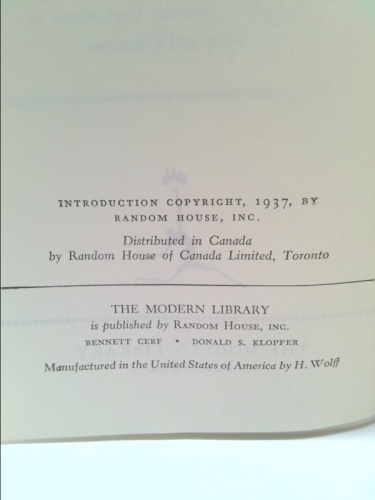 INTRODUCTION COPYRIGHT, 1937, BY
RANDOM HOUSE, INC.
Distributed in Canada
by Random House of Canada Limited, Toronto
THE MODERN LIBRARY
is published by RANDOM HOUSE, INC.
BENNETT CERF • DONALD S. KLOPFER
Manufactured in the United States of America by H. Wolff